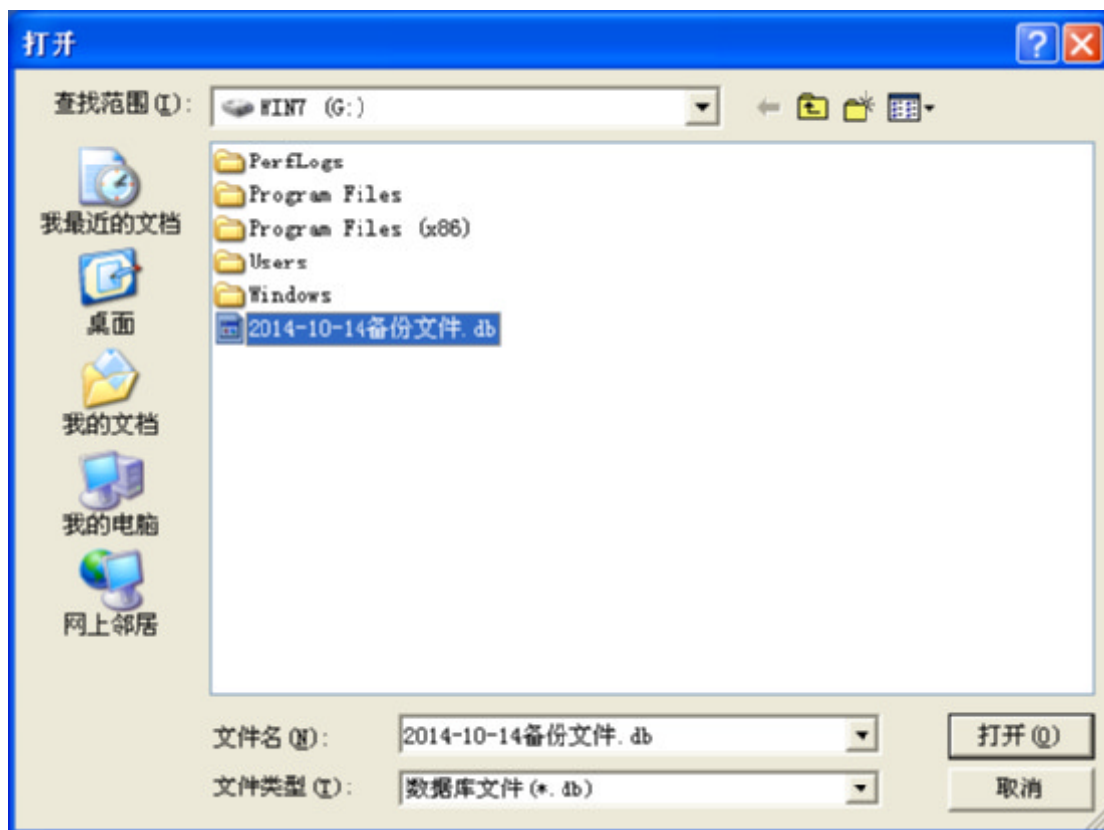 打开
查找范围(I):
WIN7 (G:)
我最近的文档
桌面
我的文档
我的电脑
网上邻居
PerfLogs
Program Files
Program Files (x86)
Users
Windows
2014-10-14备份文件.db
文件名(N):
2014-10-14备份文件.db
打开(O)
文件类型(T):
数据库文件(*.db)
取消